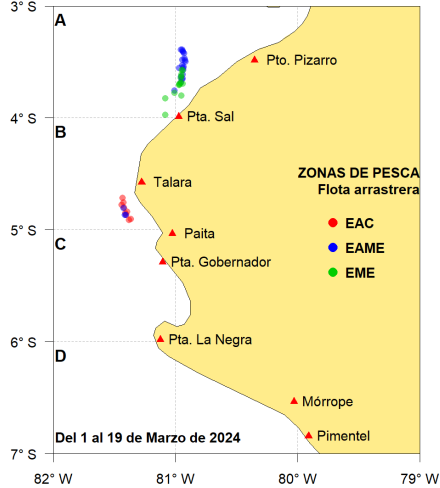 3° S
A
Pto. Pizarro
4° S
Pta. Sal
B
ZONAS DE PESCA
Talara
Flota arrastrera
EAC
5° S
Paita
C
EAME
Pta. Gobernador
EME
6° S
Pta. La Negra
D
Mórrope
Del 1 al 19 de Marzo de 2024
Pimentel
7° S
82° W
81° W
80° W
79° W